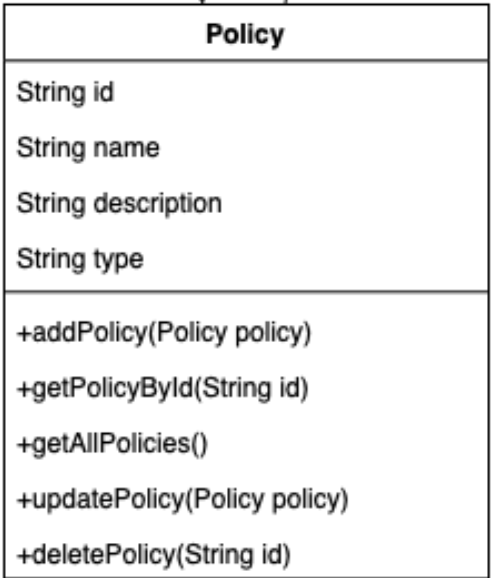 Policy
String id
String name
String description
String type
+addPolicy(Policy policy)
+getPolicyById(String id)
+getAllPolicies()
+updatePolicy(Policy policy)
+deletePolicy(String id)